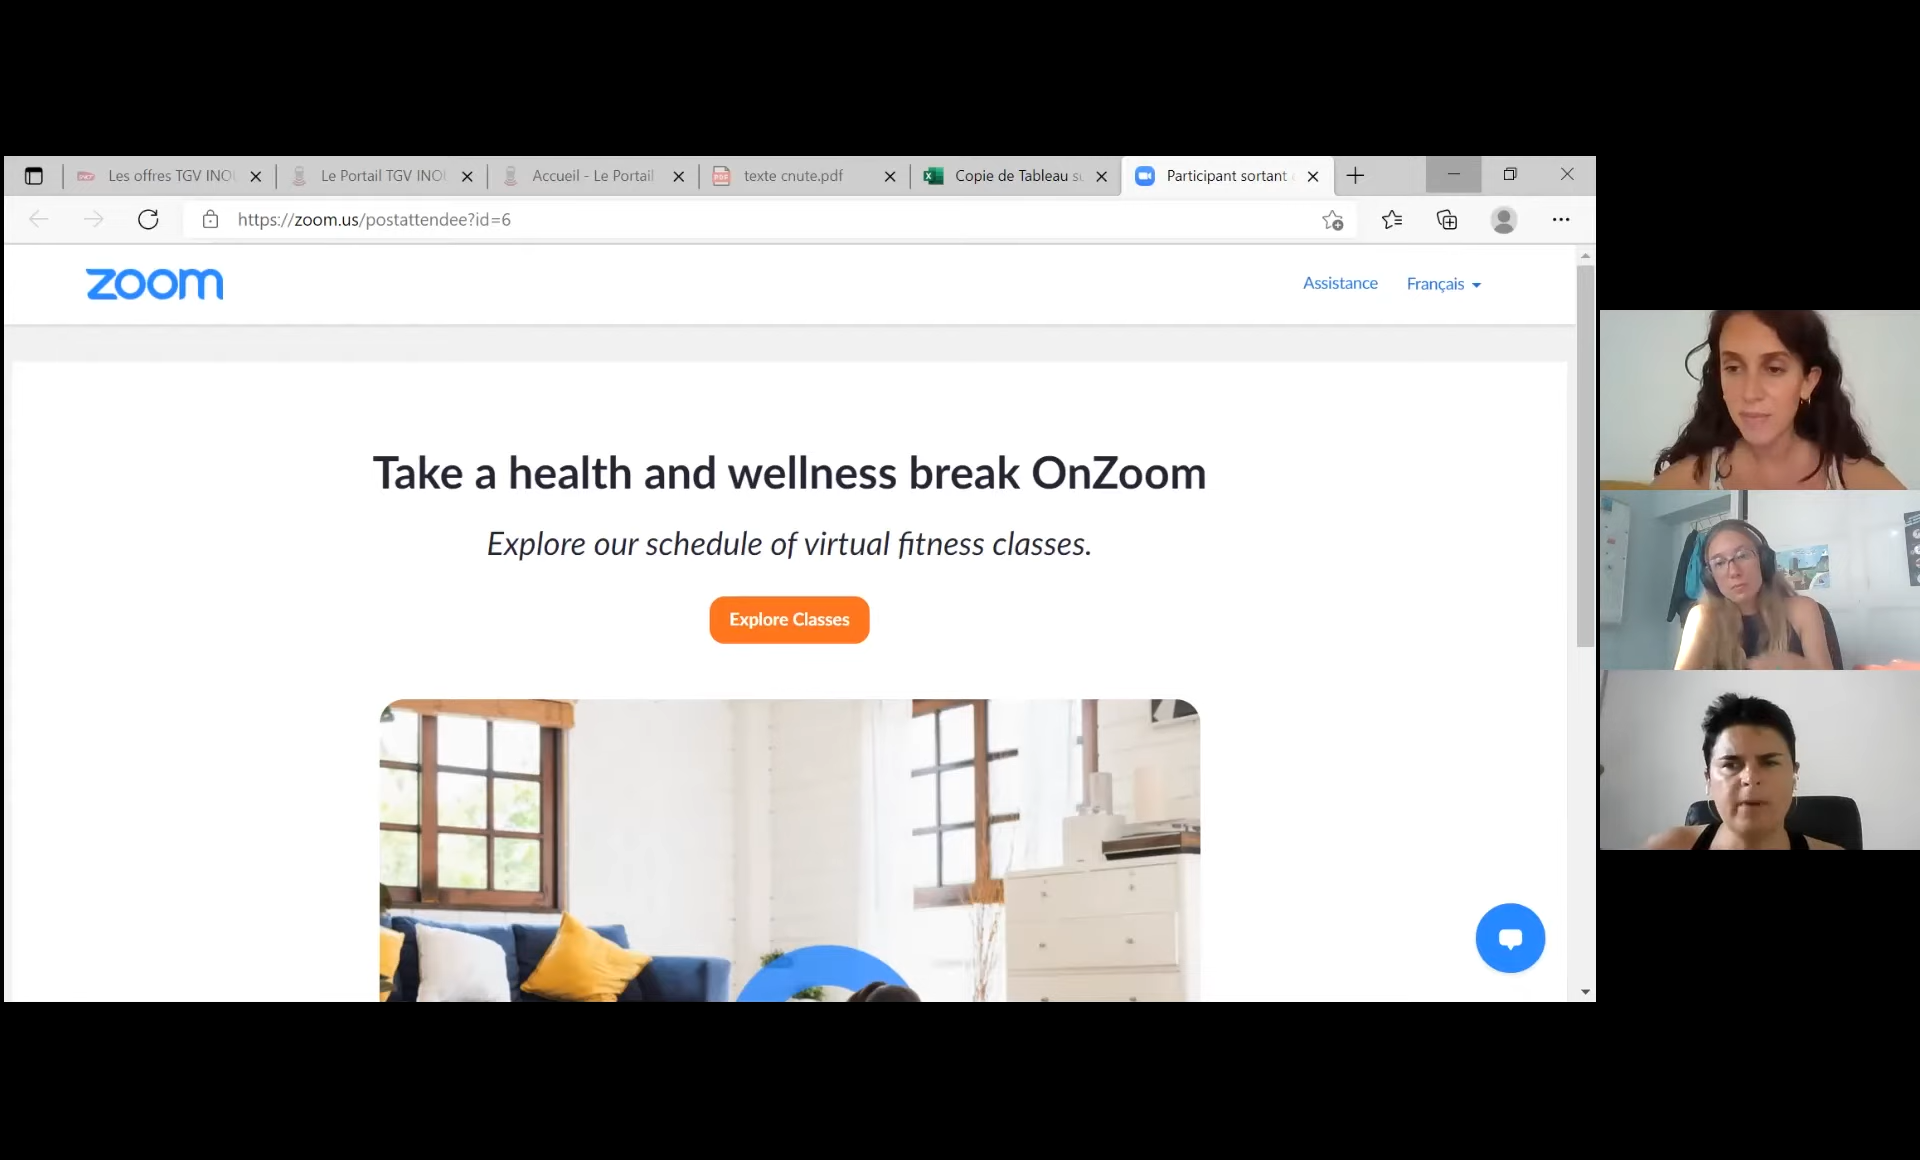 Les offres TGV INOU
Le Portail TGV INOU
Accueil - Le Portail
texte cnute.pdf
Copie de Tableau su
Participant sortant
https://zoom.us/postattendee?id=6
zoom
Assistance
Français
Take a health and wellness break OnZoom
Explore our schedule of virtual fitness classes.
Explore Classes